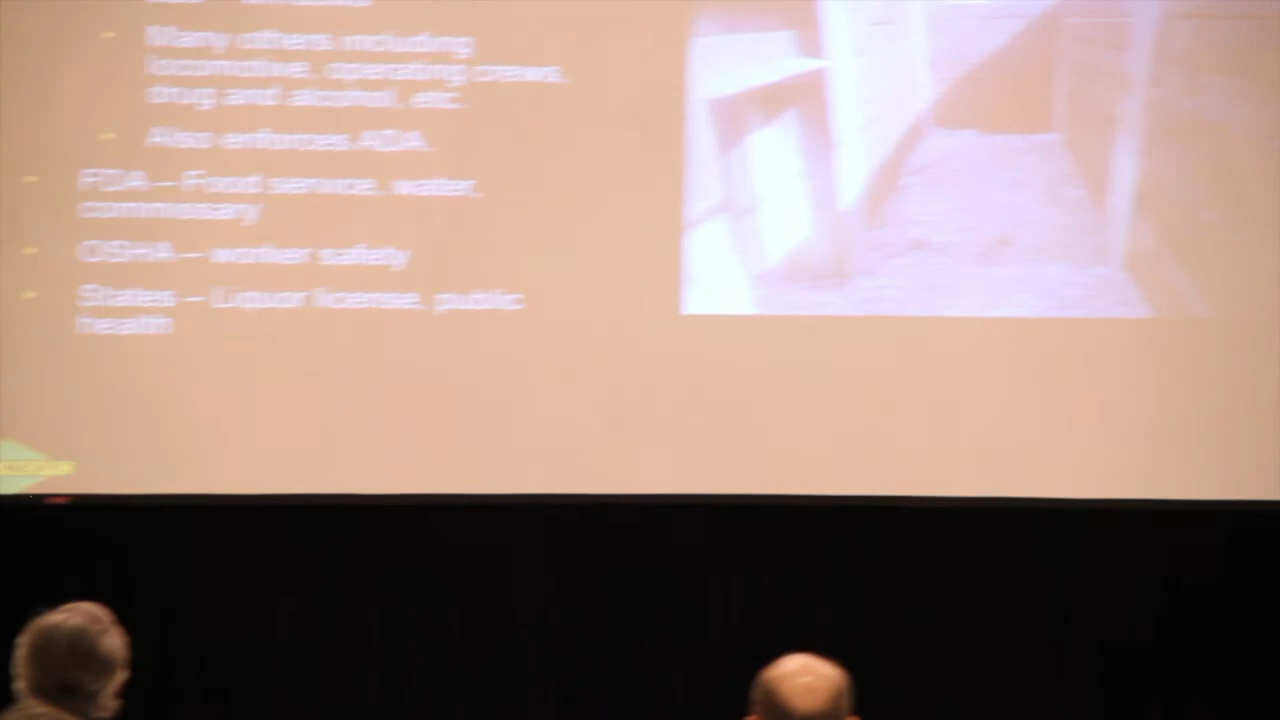 Many others including
locomotive, operating crews,
drug and alcohol, etc.
Also enforces ADA
FDA – Food service, water,
commissary
OSHA – worker safety
States – Liquor license, public
health